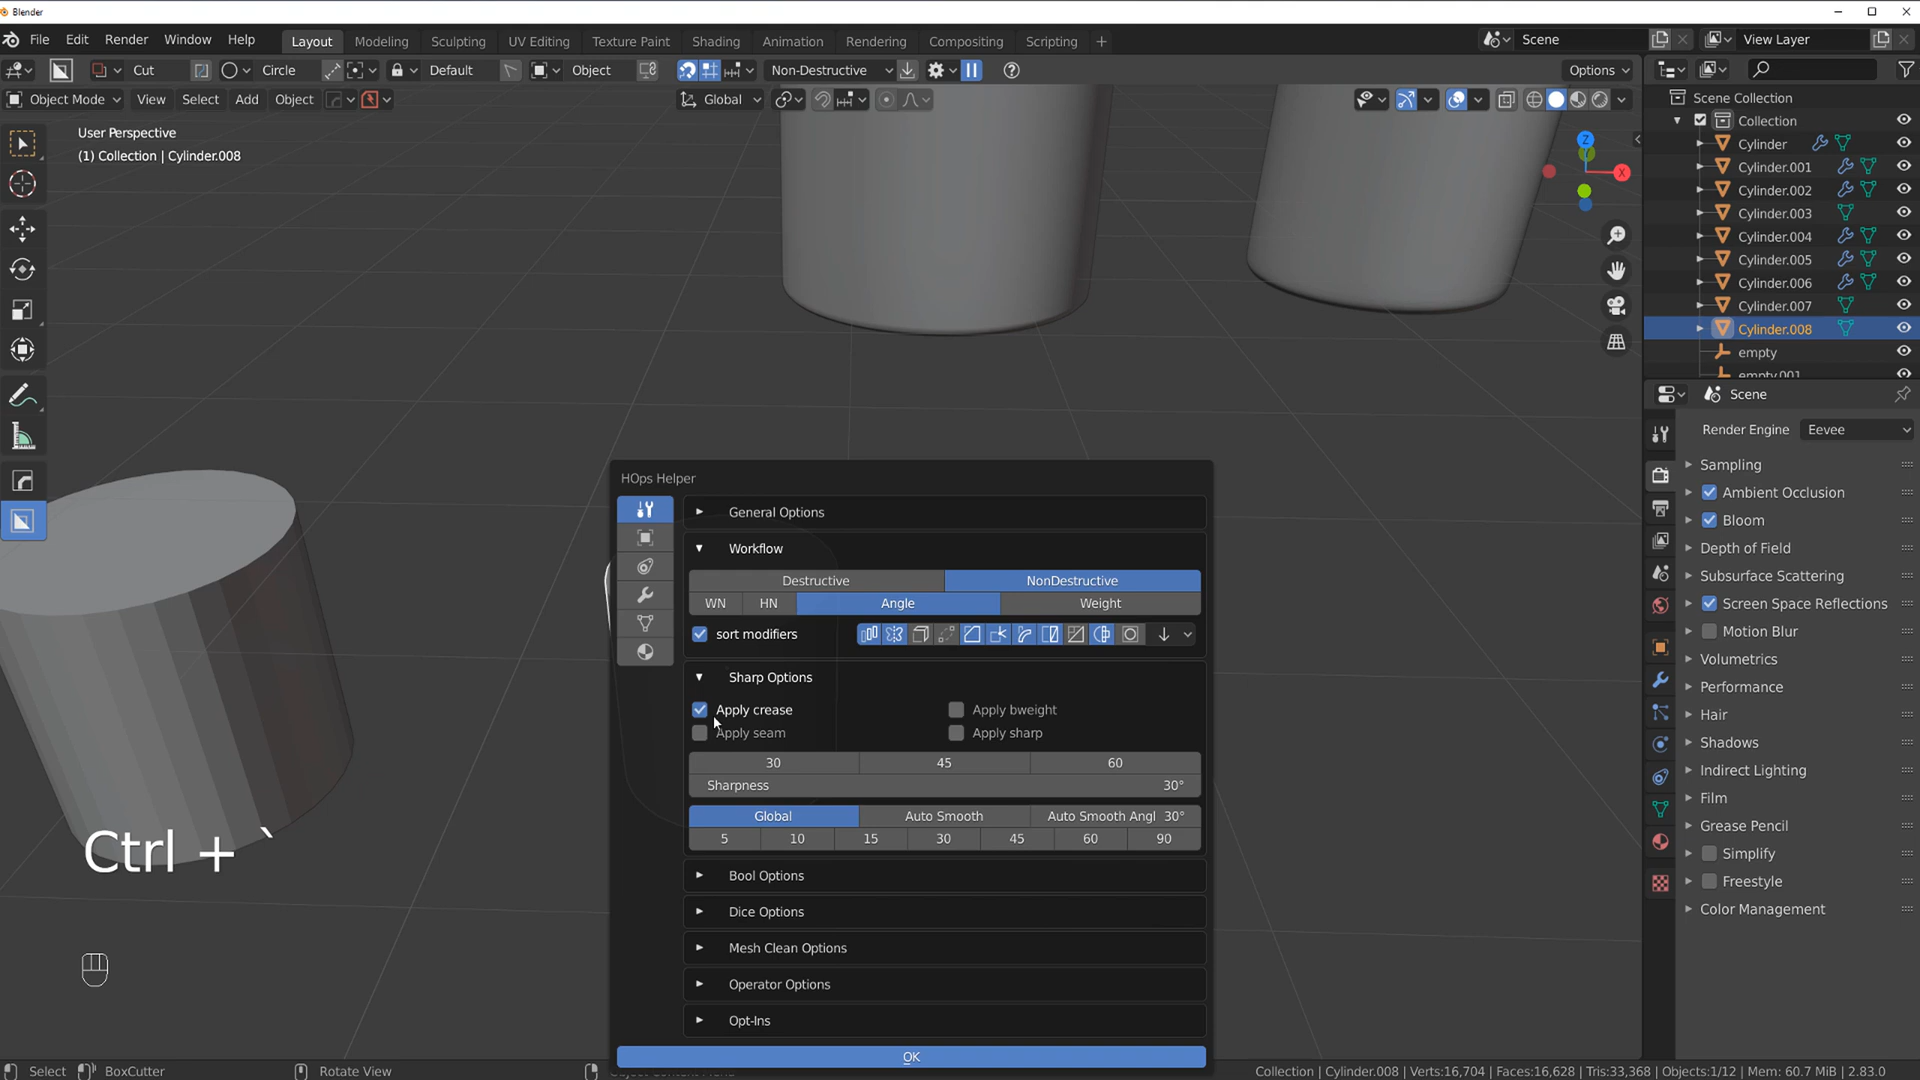 Blender
File Edit Render Window Help Layout Modeling Sculpting UV Editing Texture Paint Shading Animation Rendering Compositing Scripting + Scene View Layer
Cut Circle Default Object Non-Destructive Options
Object Mode View Select Add Object Global
User Perspective
(1) Collection | Cylinder.008
Z
X
Scene Collection
Collection
Cylinder
Cylinder.001
Cylinder.002
Cylinder.003
Cylinder.004
Cylinder.005
Cylinder.006
Cylinder.007
Cylinder.008
empty
empty.001
Scene
Render Engine Eevee
Sampling
Ambient Occlusion
Bloom
Depth of Field
Subsurface Scattering
Screen Space Reflections
Motion Blur
Volumetrics
Performance
Hair
Shadows
Indirect Lighting
Film
Grease Pencil
Simplify
Freestyle
Color Management
HOps Helper
General Options
Workflow
Destructive NonDestructive
WN HN Angle Weight
sort modifiers
Sharp Options
Apply crease Apply bweight
Apply seam Apply sharp
30 45 60
Sharpness 30°
Global Auto Smooth Auto Smooth Angl 30°
5 10 15 30 45 60 90
Bool Options
Dice Options
Mesh Clean Options
Operator Options
Opt-Ins
OK
Ctrl + `
Select BoxCutter Rotate View Collection | Cylinder.008 | Verts:16,704 | Faces:16,628 | Tris:33,368 | Objects:1/12 | Mem: 60.7 MiB | 2.83.0